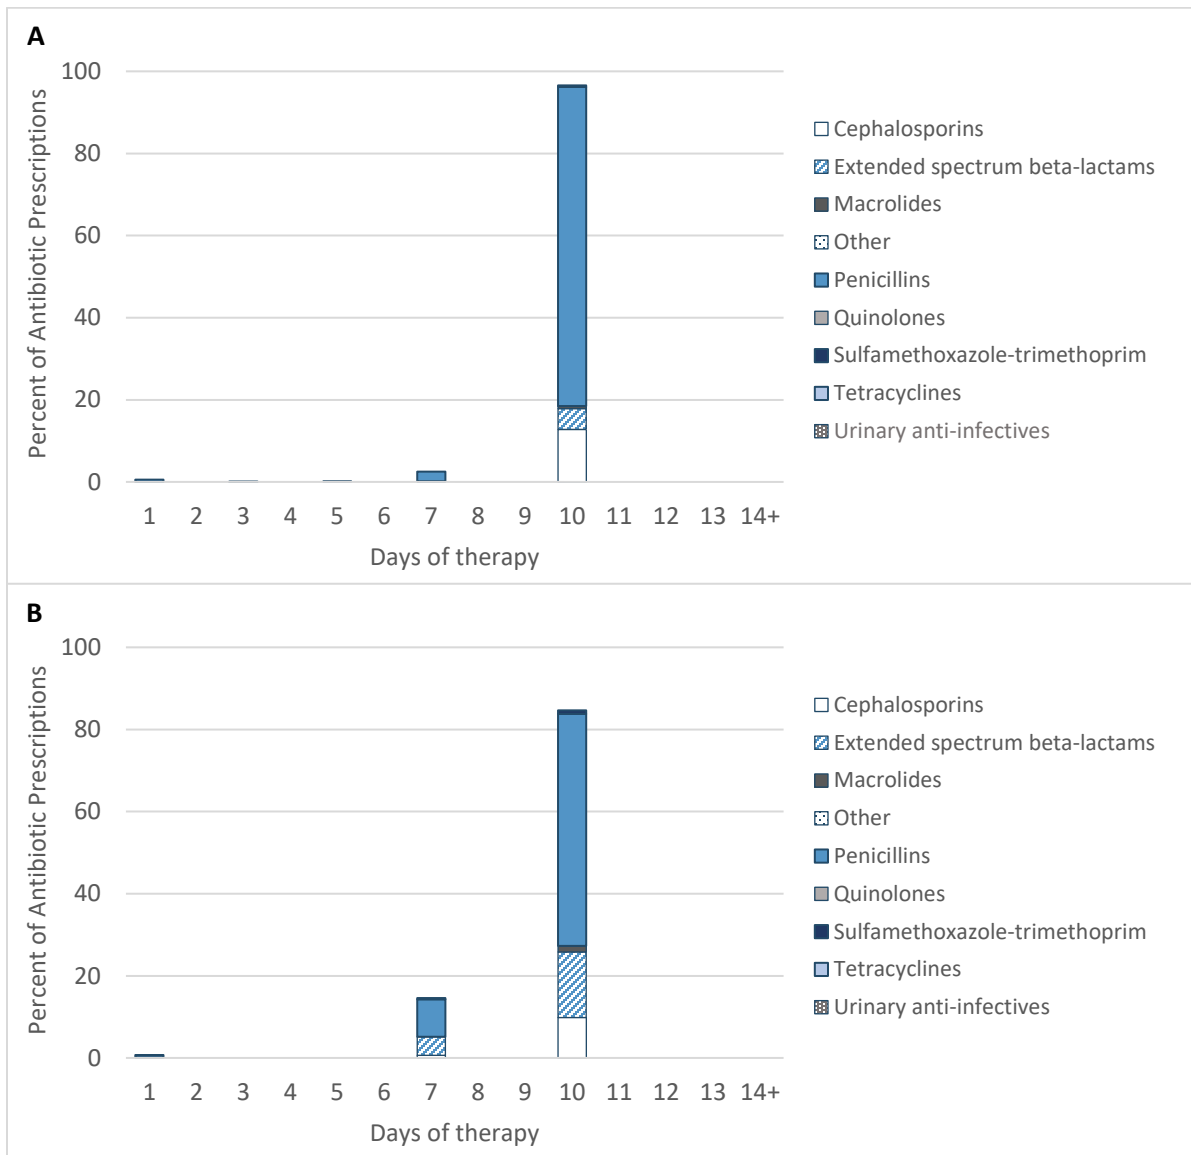 A
Percent of Antibiotic Prescriptions
100
80
60
40
20
0
1 2 3 4 5 6 7 8 9 10 11 12 13 14+
Days of therapy
Cephalosporins
Extended spectrum beta-lactams
Macrolides
Other
Penicillins
Quinolones
Sulfamethoxazole-trimethoprim
Tetracyclines
Urinary anti-infectives
B
Percent of Antibiotic Prescriptions
100
80
60
40
20
0
1 2 3 4 5 6 7 8 9 10 11 12 13 14+
Days of therapy
Cephalosporins
Extended spectrum beta-lactams
Macrolides
Other
Penicillins
Quinolones
Sulfamethoxazole-trimethoprim
Tetracyclines
Urinary anti-infectives